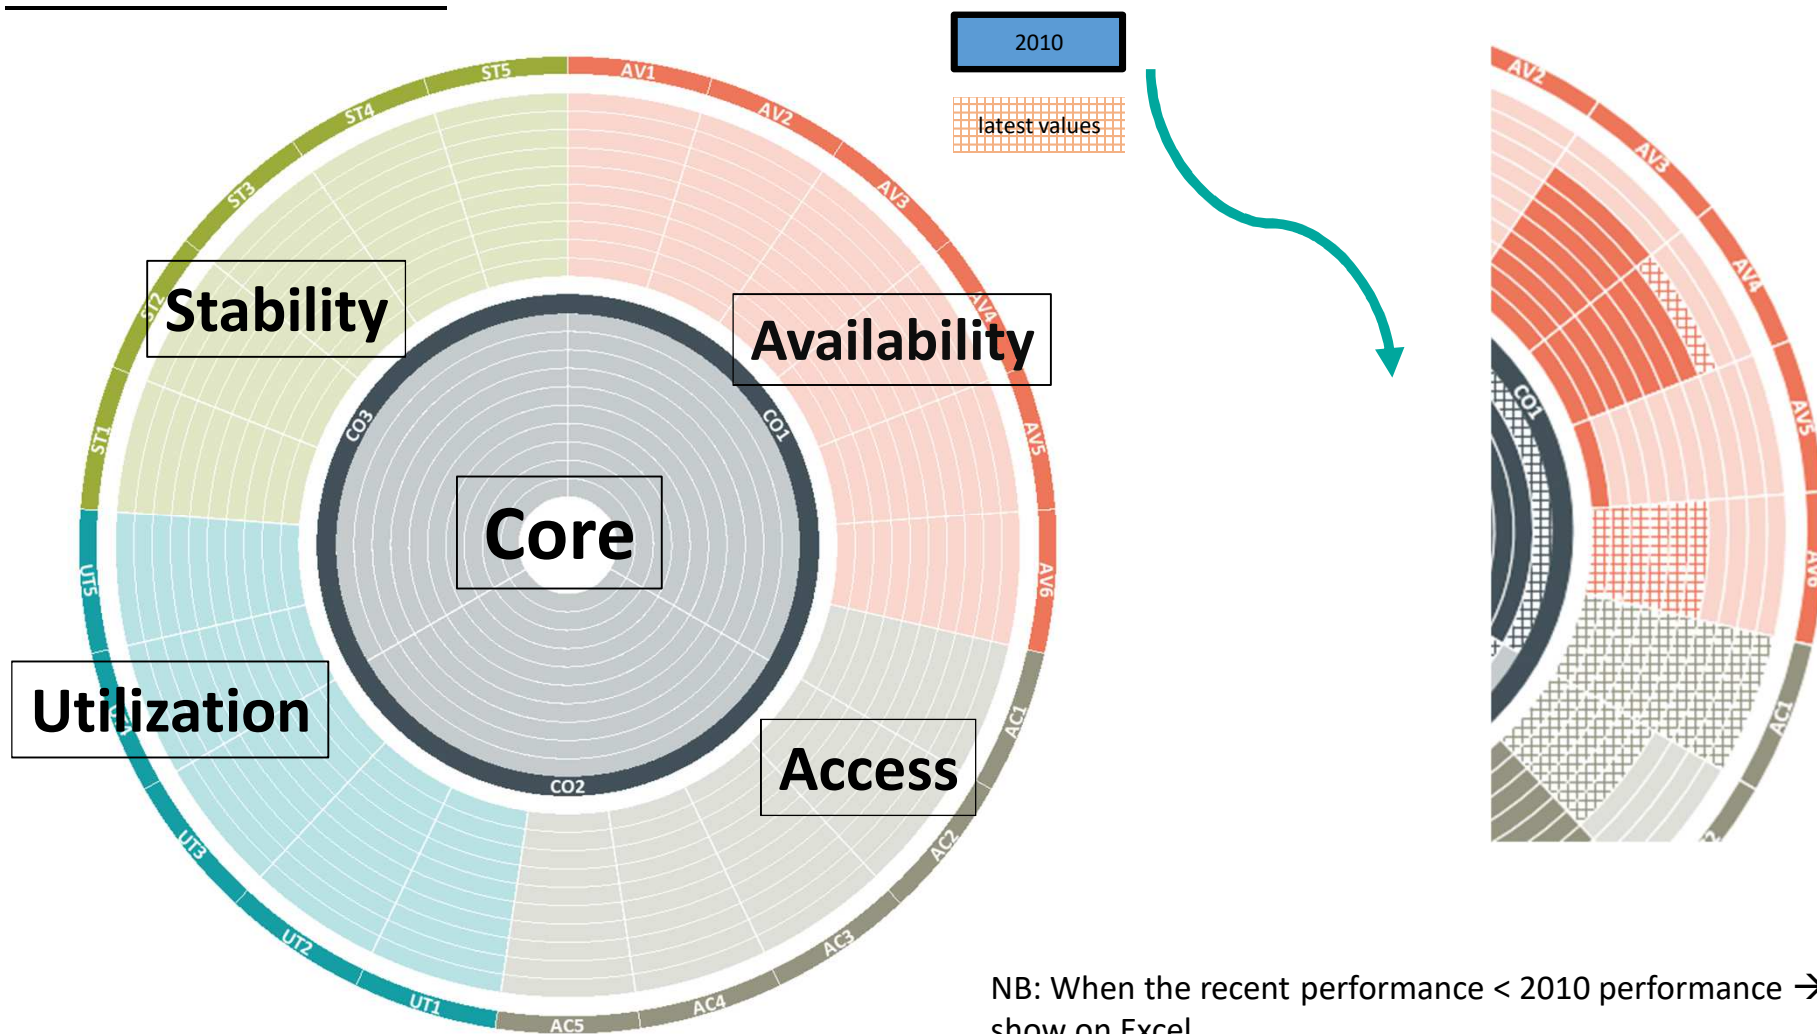 2010
latest values
ST5
AV1
ST4
AV2
ST3
AV3
ST2
AV4
Stability
Availability
ST1
AV5
CO3
CO1
Core
UT5
AV6
Utilization
Access
AC1
CO2
AC2
UT3
AC3
UT2
AC4
UT1
AC5
AV2
AV3
AV4
CO1
AV5
AV6
AC1
NB: When the recent performance < 2010 performance →
show on Excel